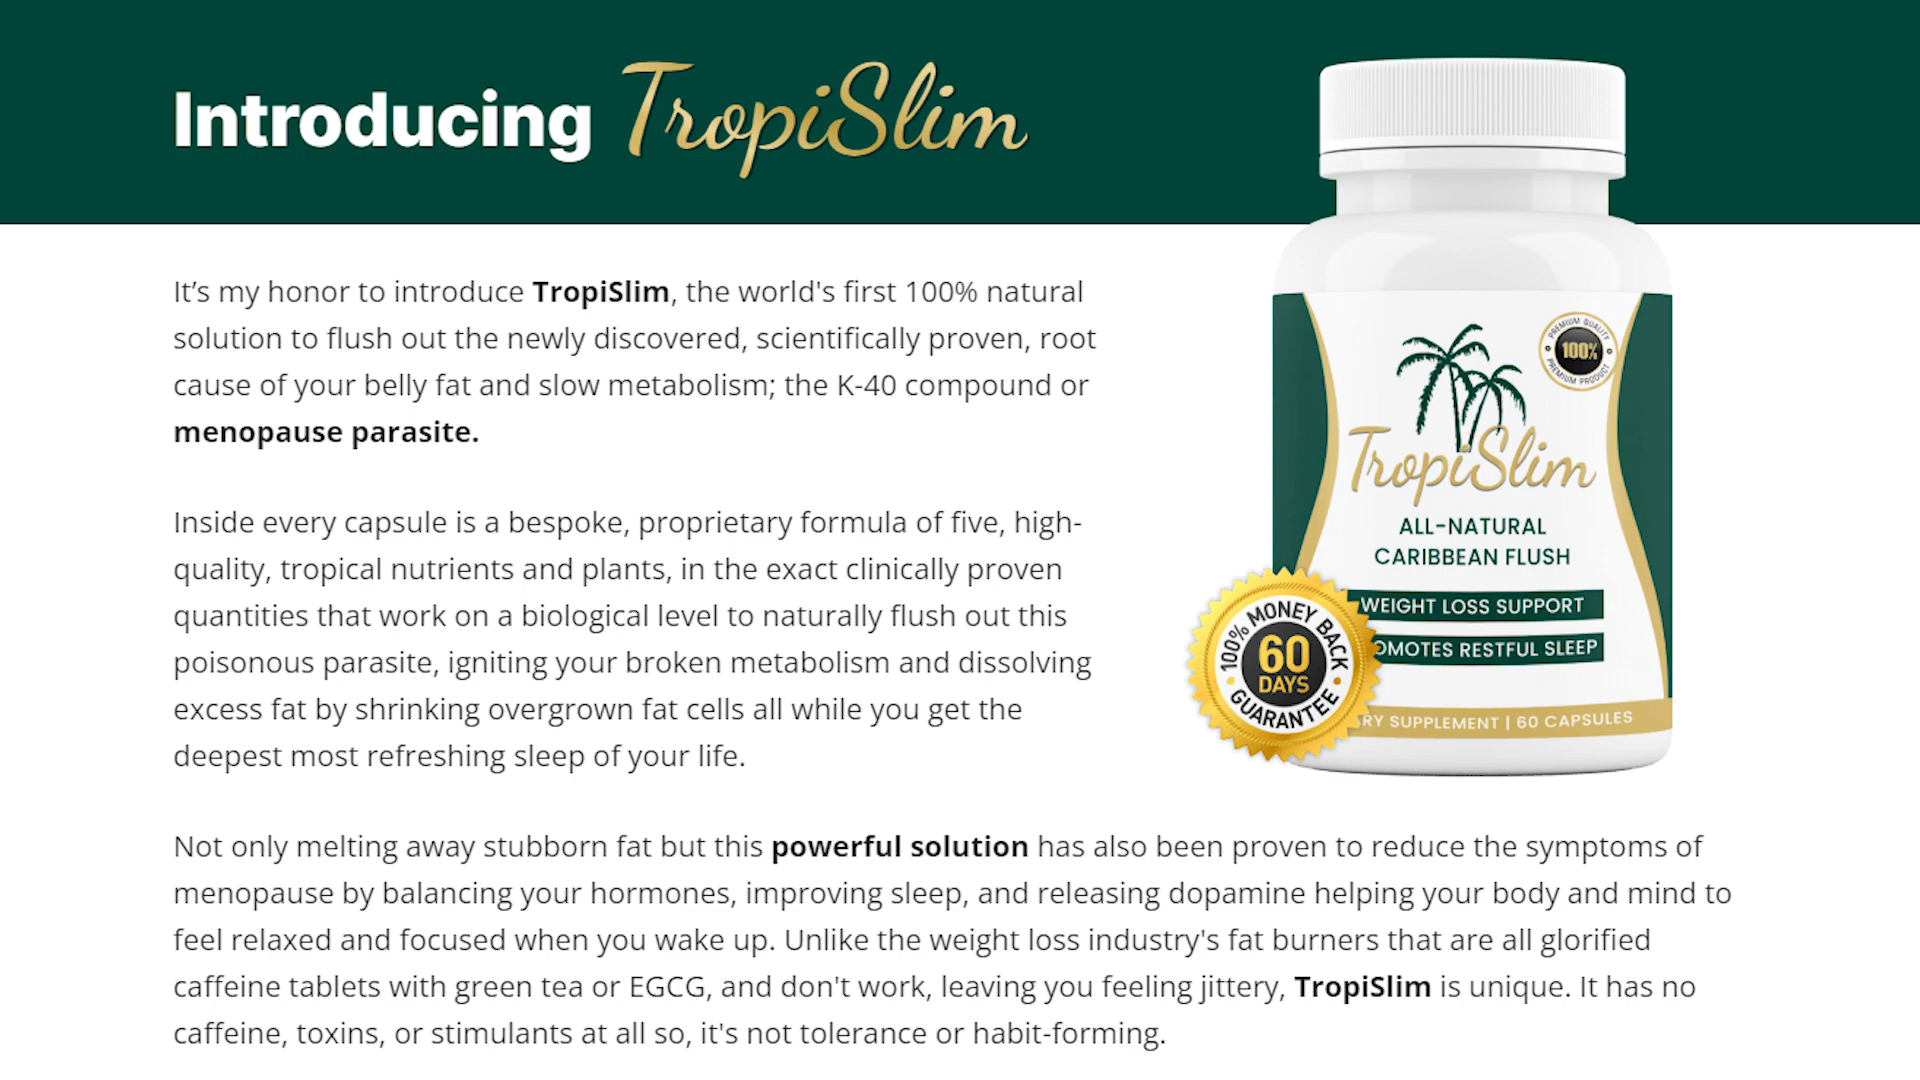 Introducing TropiSlim
It’s my honor to introduce TropiSlim, the world's first 100% natural
solution to flush out the newly discovered, scientifically proven, root
cause of your belly fat and slow metabolism; the K-40 compound or
menopause parasite.
Inside every capsule is a bespoke, proprietary formula of five, high-
quality, tropical nutrients and plants, in the exact clinically proven
quantities that work on a biological level to naturally flush out this
poisonous parasite, igniting your broken metabolism and dissolving
excess fat by shrinking overgrown fat cells all while you get the
deepest most refreshing sleep of your life.
PREMIUM QUALITY
100%
PREMIUM PRODUCT
TropiSlim
ALL-NATURAL
CARIBBEAN FLUSH
WEIGHT LOSS SUPPORT
OMOTES RESTFUL SLEEP
RY SUPPLEMENT | 60 CAPSULES
100% MONEY BACK
60
DAYS
GUARANTEE
Not only melting away stubborn fat but this powerful solution has also been proven to reduce the symptoms of
menopause by balancing your hormones, improving sleep, and releasing dopamine helping your body and mind to
feel relaxed and focused when you wake up. Unlike the weight loss industry's fat burners that are all glorified
caffeine tablets with green tea or EGCG, and don't work, leaving you feeling jittery, TropiSlim is unique. It has no
caffeine, toxins, or stimulants at all so, it's not tolerance or habit-forming.